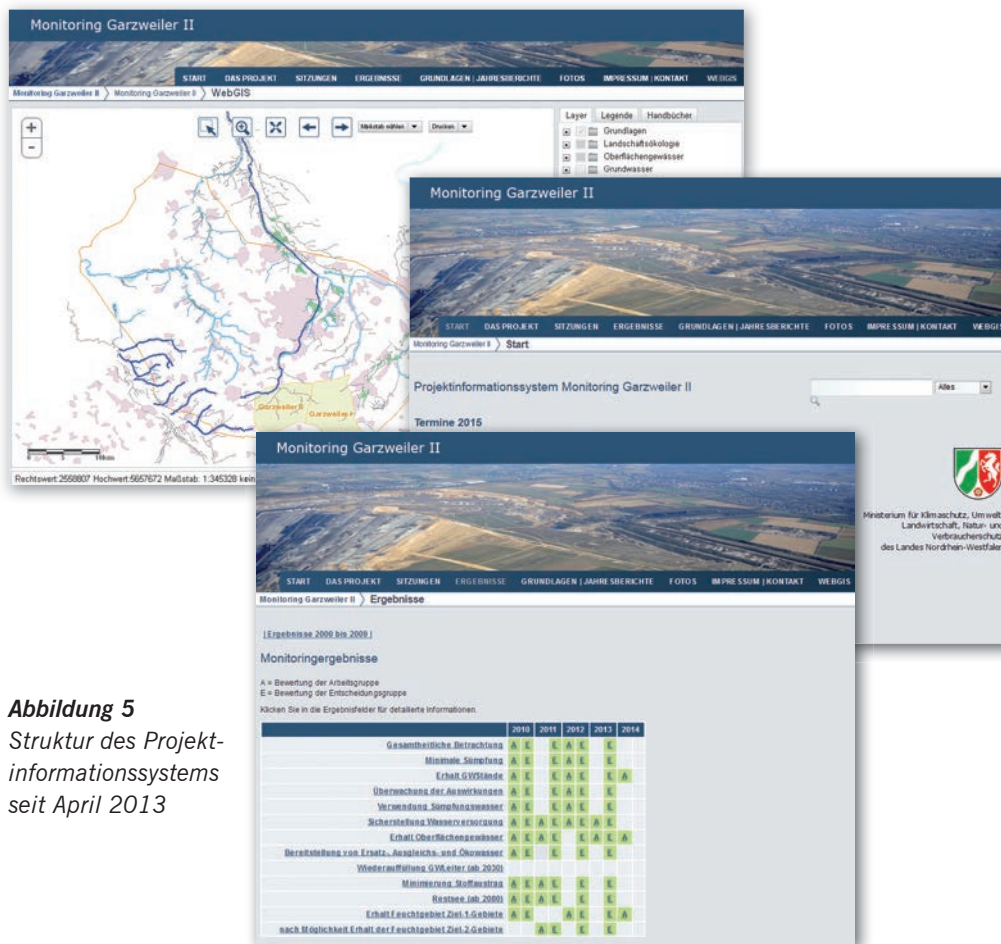 Monitoring Garzweiler II
START DAS PROJEKT SITZUNGEN ERGEBNISSE GRUNDLAGEN | JAHRESBERICHTE FOTOS IMPRESSUM | KONTAKT WEBGIS
Monitoring Garzweiler II > Monitoring Garzweiler II > WebGIS
Maßstab wählen Drucken
Layer Legende Handbücher
Grundlagen
Landschaftsökologie
Oberflächengewässer
Grundwasser
Garzweiler II
Garzweiler I
0 5 10km
Rechtswert:2558807 Hochwert:5657672 Maßstab: 1:345328
Monitoring Garzweiler II
START DAS PROJEKT SITZUNGEN ERGEBNISSE GRUNDLAGEN | JAHRESBERICHTE FOTOS IMPRESSUM | KONTAKT WEBGIS
Monitoring Garzweiler II > Start
Projektinformationssystem Monitoring Garzweiler II
Alles
Termine 2015
Ministerium für Klimaschutz, Umwelt
Landwirtschaft, Natur- und
Verbraucherschutz
des Landes Nordrhein-Westfalen
Monitoring Garzweiler II
START DAS PROJEKT SITZUNGEN ERGEBNISSE GRUNDLAGEN | JAHRESBERICHTE FOTOS IMPRESSUM | KONTAKT WEBGIS
Monitoring Garzweiler II > Ergebnisse
| Ergebnisse 2000 bis 2009 |
Monitoringergebnisse
A = Bewertung der Arbeitsgruppe
E = Bewertung der Entscheidungsgruppe
Klicken Sie in die Ergebnisfelder für detaillerte Informationen.
2010 2011 2012 2013 2014
Gesamtheitliche Betrachtung A E E A E E
Minimale Sümpfung A E E A E E
Erhalt GWStände A E E A E E A
Überwachung der Auswirkungen A E E A E E
Verwendung Sümpfungswasser A E E A E E
Sicherstellung Wasserversorgung A E A E A E A E
Erhalt Oberflächengewässer A E A E E A E A
Bereitstellung von Ersatz-, Ausgleichs- und Ökowasser A E E E E
Wiederauffüllung GWLeiter (ab 2030)
Minimierung Stoffaustrag A E A E E E
Restsee (ab 2080) A E A E E E
Erhalt Feuchtgebiet Ziel-1-Gebiete A E A E E A
nach Möglichkeit Erhalt der Feuchtgebiet Ziel-2-Gebiete A E E E
Abbildung 5
Struktur des Projekt-
informationssystems
seit April 2013